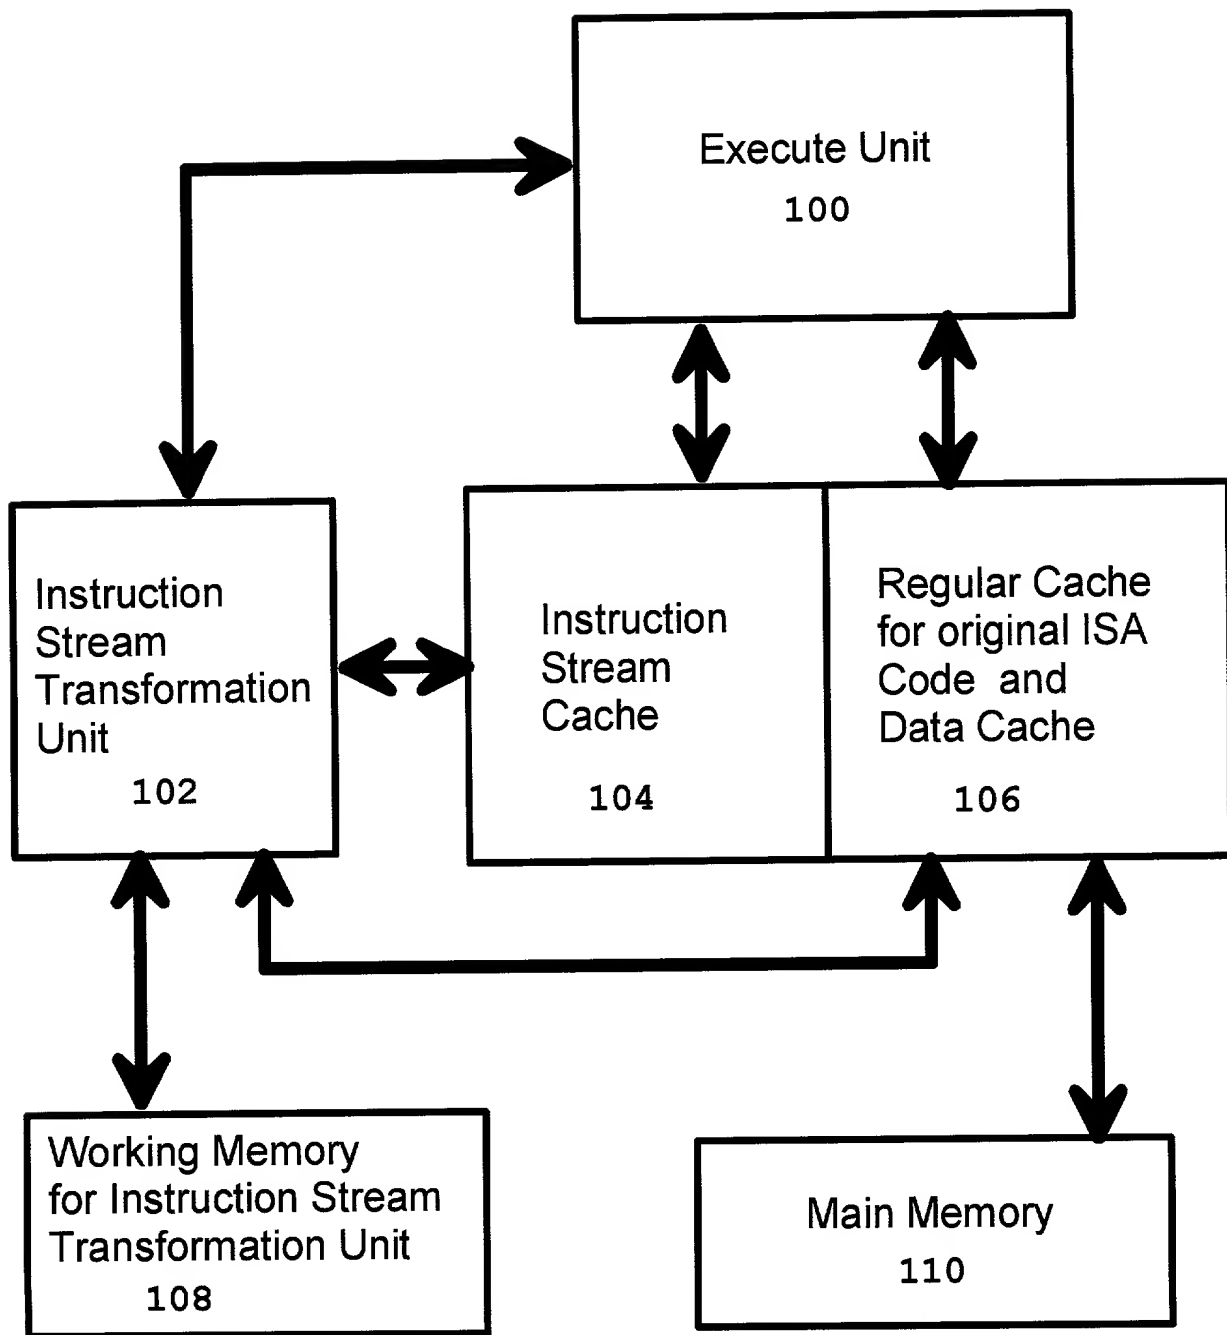 Execute Unit
100
Instruction
Stream
Transformation
Unit
102
Instruction
Stream
Cache
104
Regular Cache
for original ISA
Code and
Data Cache
106
Working Memory
for Instruction Stream
Transformation Unit
108
Main Memory
110